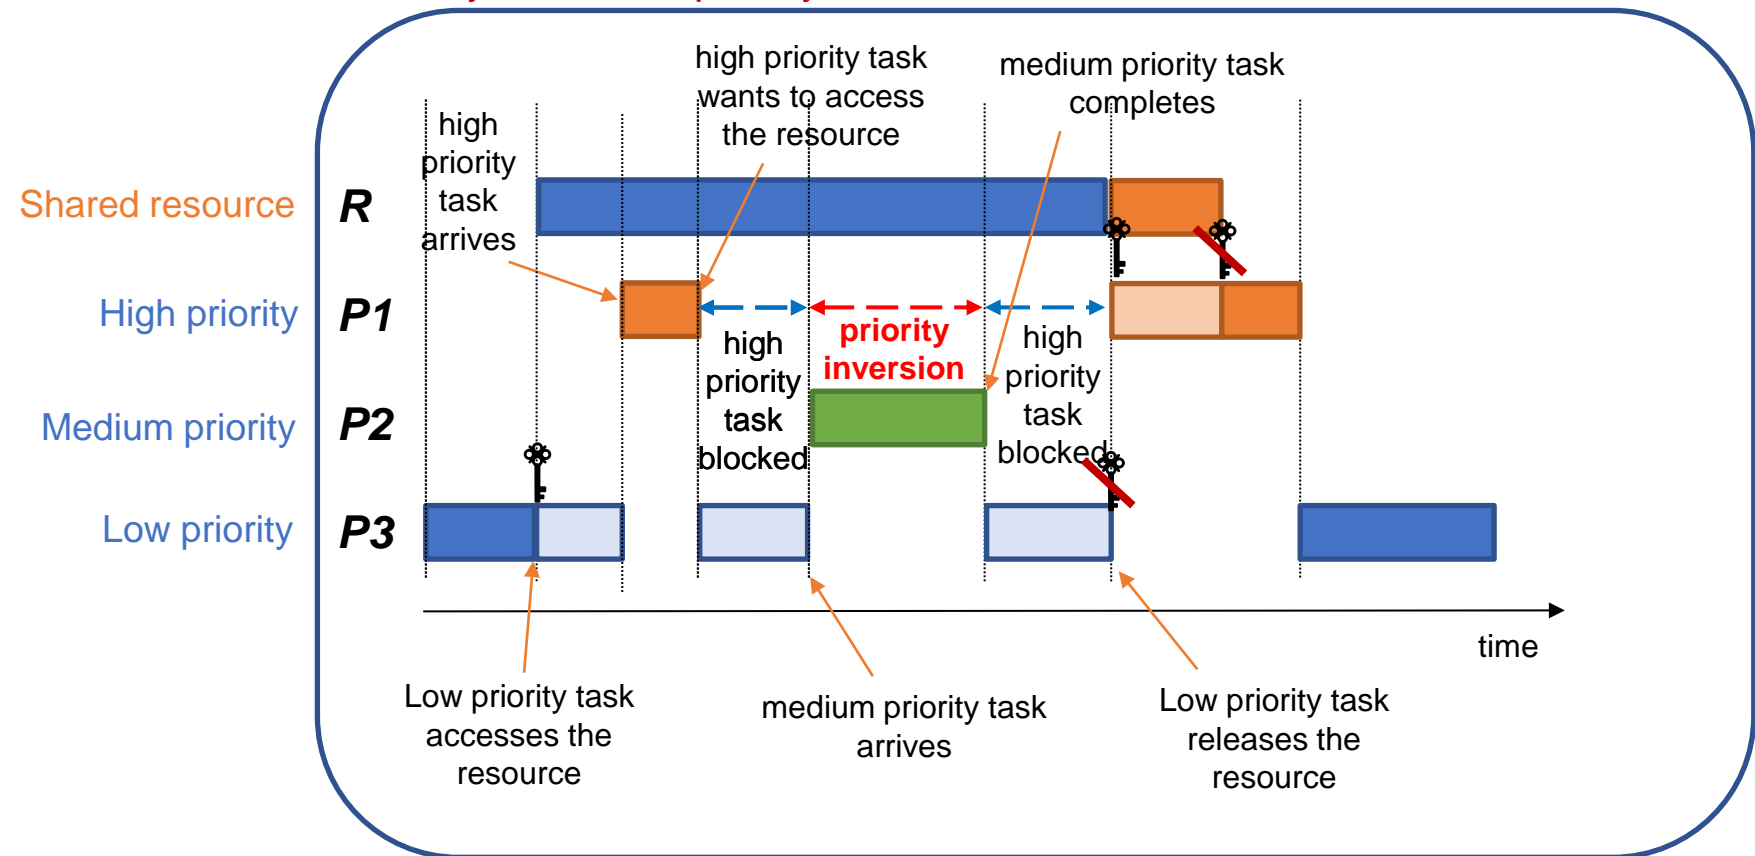 high priority task
wants to access
the resource
medium priority task
completes
high
priority
task
arrives
Shared resource
R
High priority
P1
priority
inversion
high
priority
task
blocked
high
priority
task
blocked
Medium priority
P2
Low priority
P3
time
Low priority task
accesses the
resource
medium priority task
arrives
Low priority task
releases the
resource